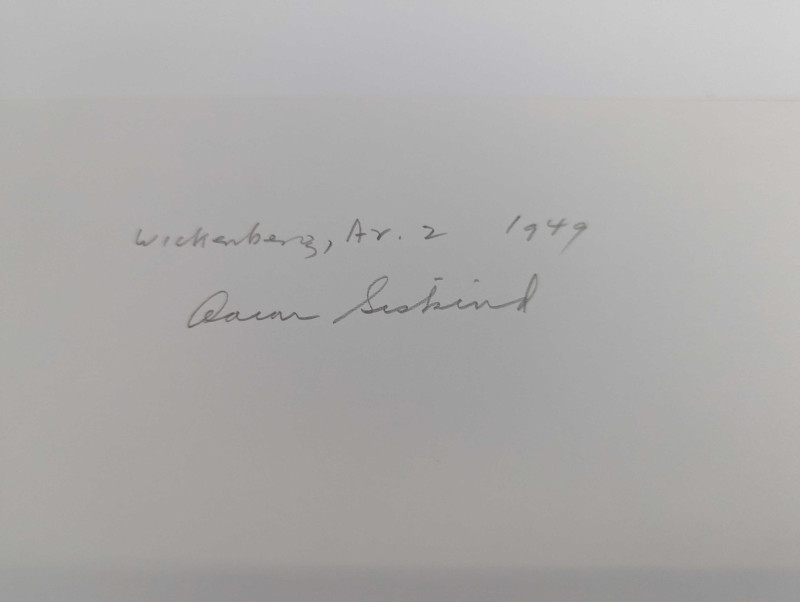 Wickenberg, Ar. 2 1949
Aaron Siskind